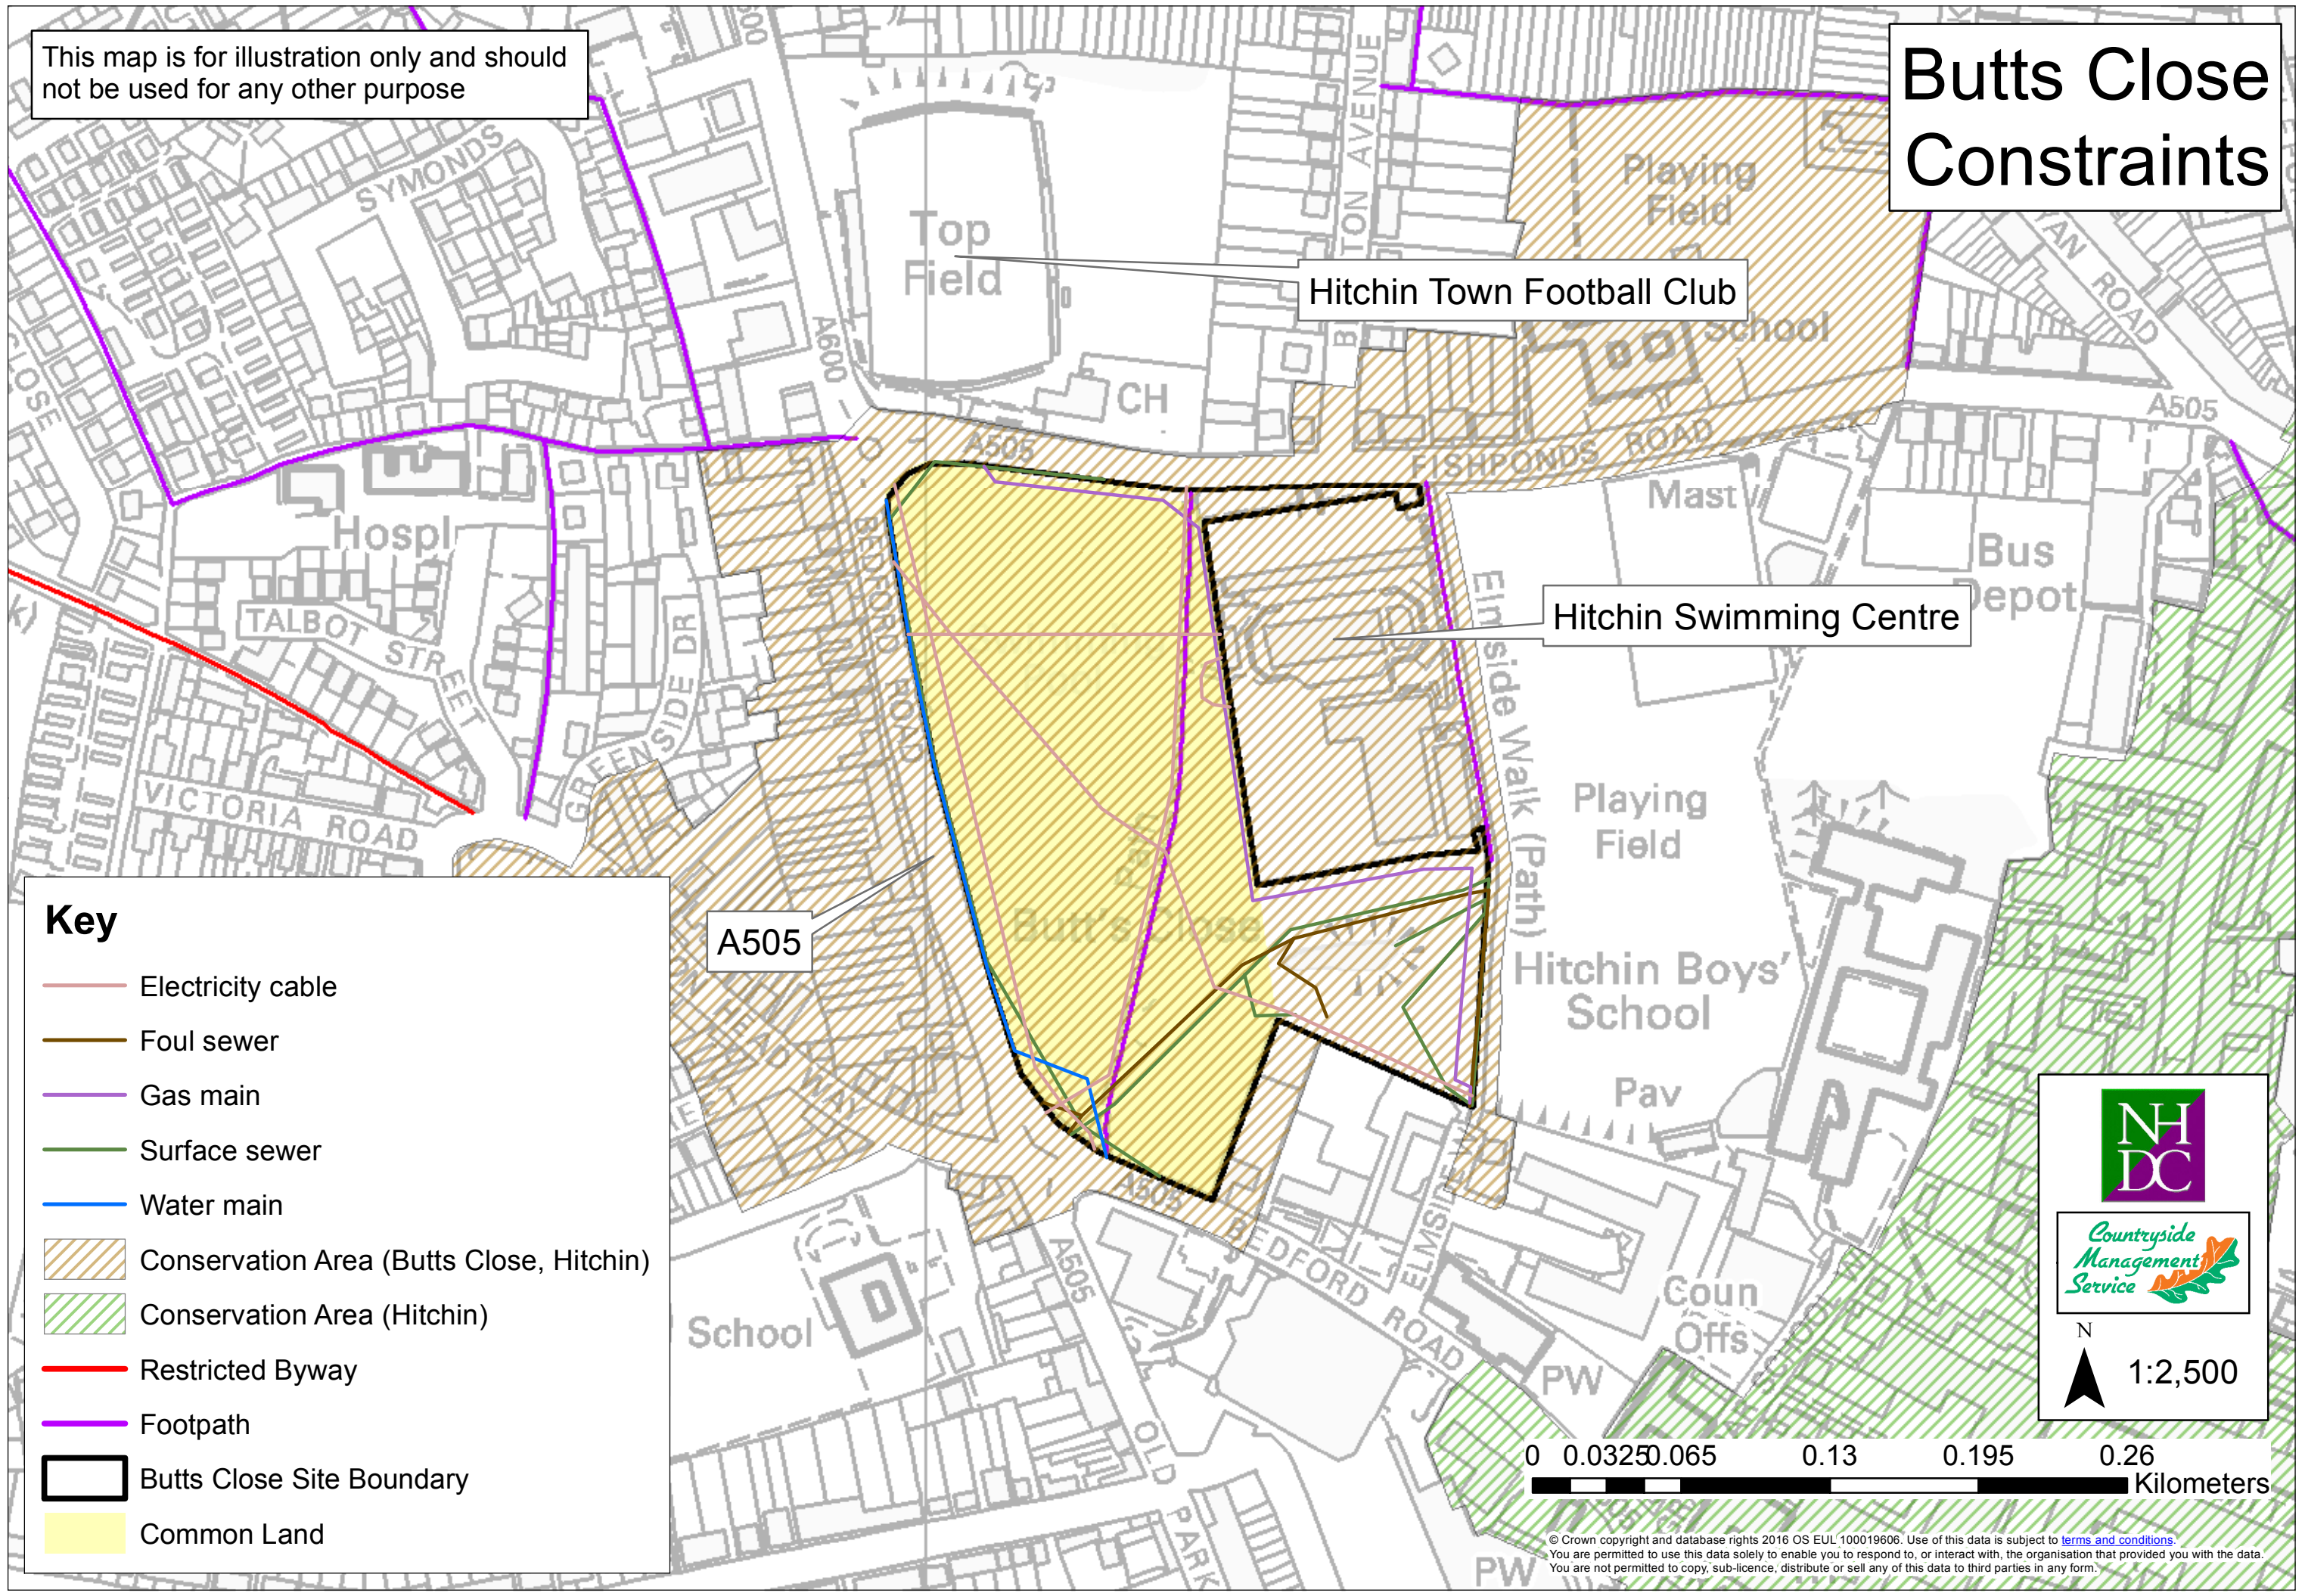 This map is for illustration only and should
not be used for any other purpose
Butts Close
Constraints
SYMONDS
A600
Top
Field
CH
TON AVENUE
Playing
Field
School
Hitchin Town Football Club
AN ROAD
A505
CLOSE
Hospl
TALBOT STREET
GREENSIDE DR
VICTORIA ROAD
BEDFORD ROAD
A505
FISHPONDS ROAD
Mast
Bus
Depot
Hitchin Swimming Centre
Elmside Walk (Path)
Playing
Field
Path
Butt's Close
A505
Hitchin Boys'
School
Pav
HEAD WAY
A505
BEDFORD ROAD
A505
School
OLD PARK
Coun
Offs
PW
PW
Key
Electricity cable
Foul sewer
Gas main
Surface sewer
Water main
Conservation Area (Butts Close, Hitchin)
Conservation Area (Hitchin)
Restricted Byway
Footpath
Butts Close Site Boundary
Common Land
NH
DC
Countryside
Management
Service
N
1:2,500
0 0.0325 0.065 0.13 0.195 0.26
Kilometers
© Crown copyright and database rights 2016 OS EUL 100019606. Use of this data is subject to terms and conditions.
You are permitted to use this data solely to enable you to respond to, or interact with, the organisation that provided you with the data.
You are not permitted to copy, sub-licence, distribute or sell any of this data to third parties in any form.